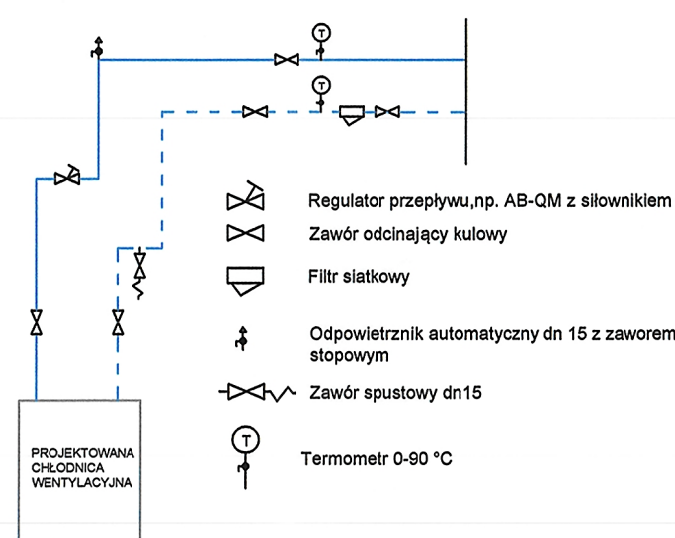 T
T
Regulator przepływu,np. AB-QM z siłownikiem
Zawór odcinający kulowy
Filtr siatkowy
Odpowietrznik automatyczny dn 15 z zaworem
stopowym
Zawór spustowy dn15
T
Termometr 0-90 °C
PROJEKTOWANA
CHŁODNICA
WENTYLACYJNA